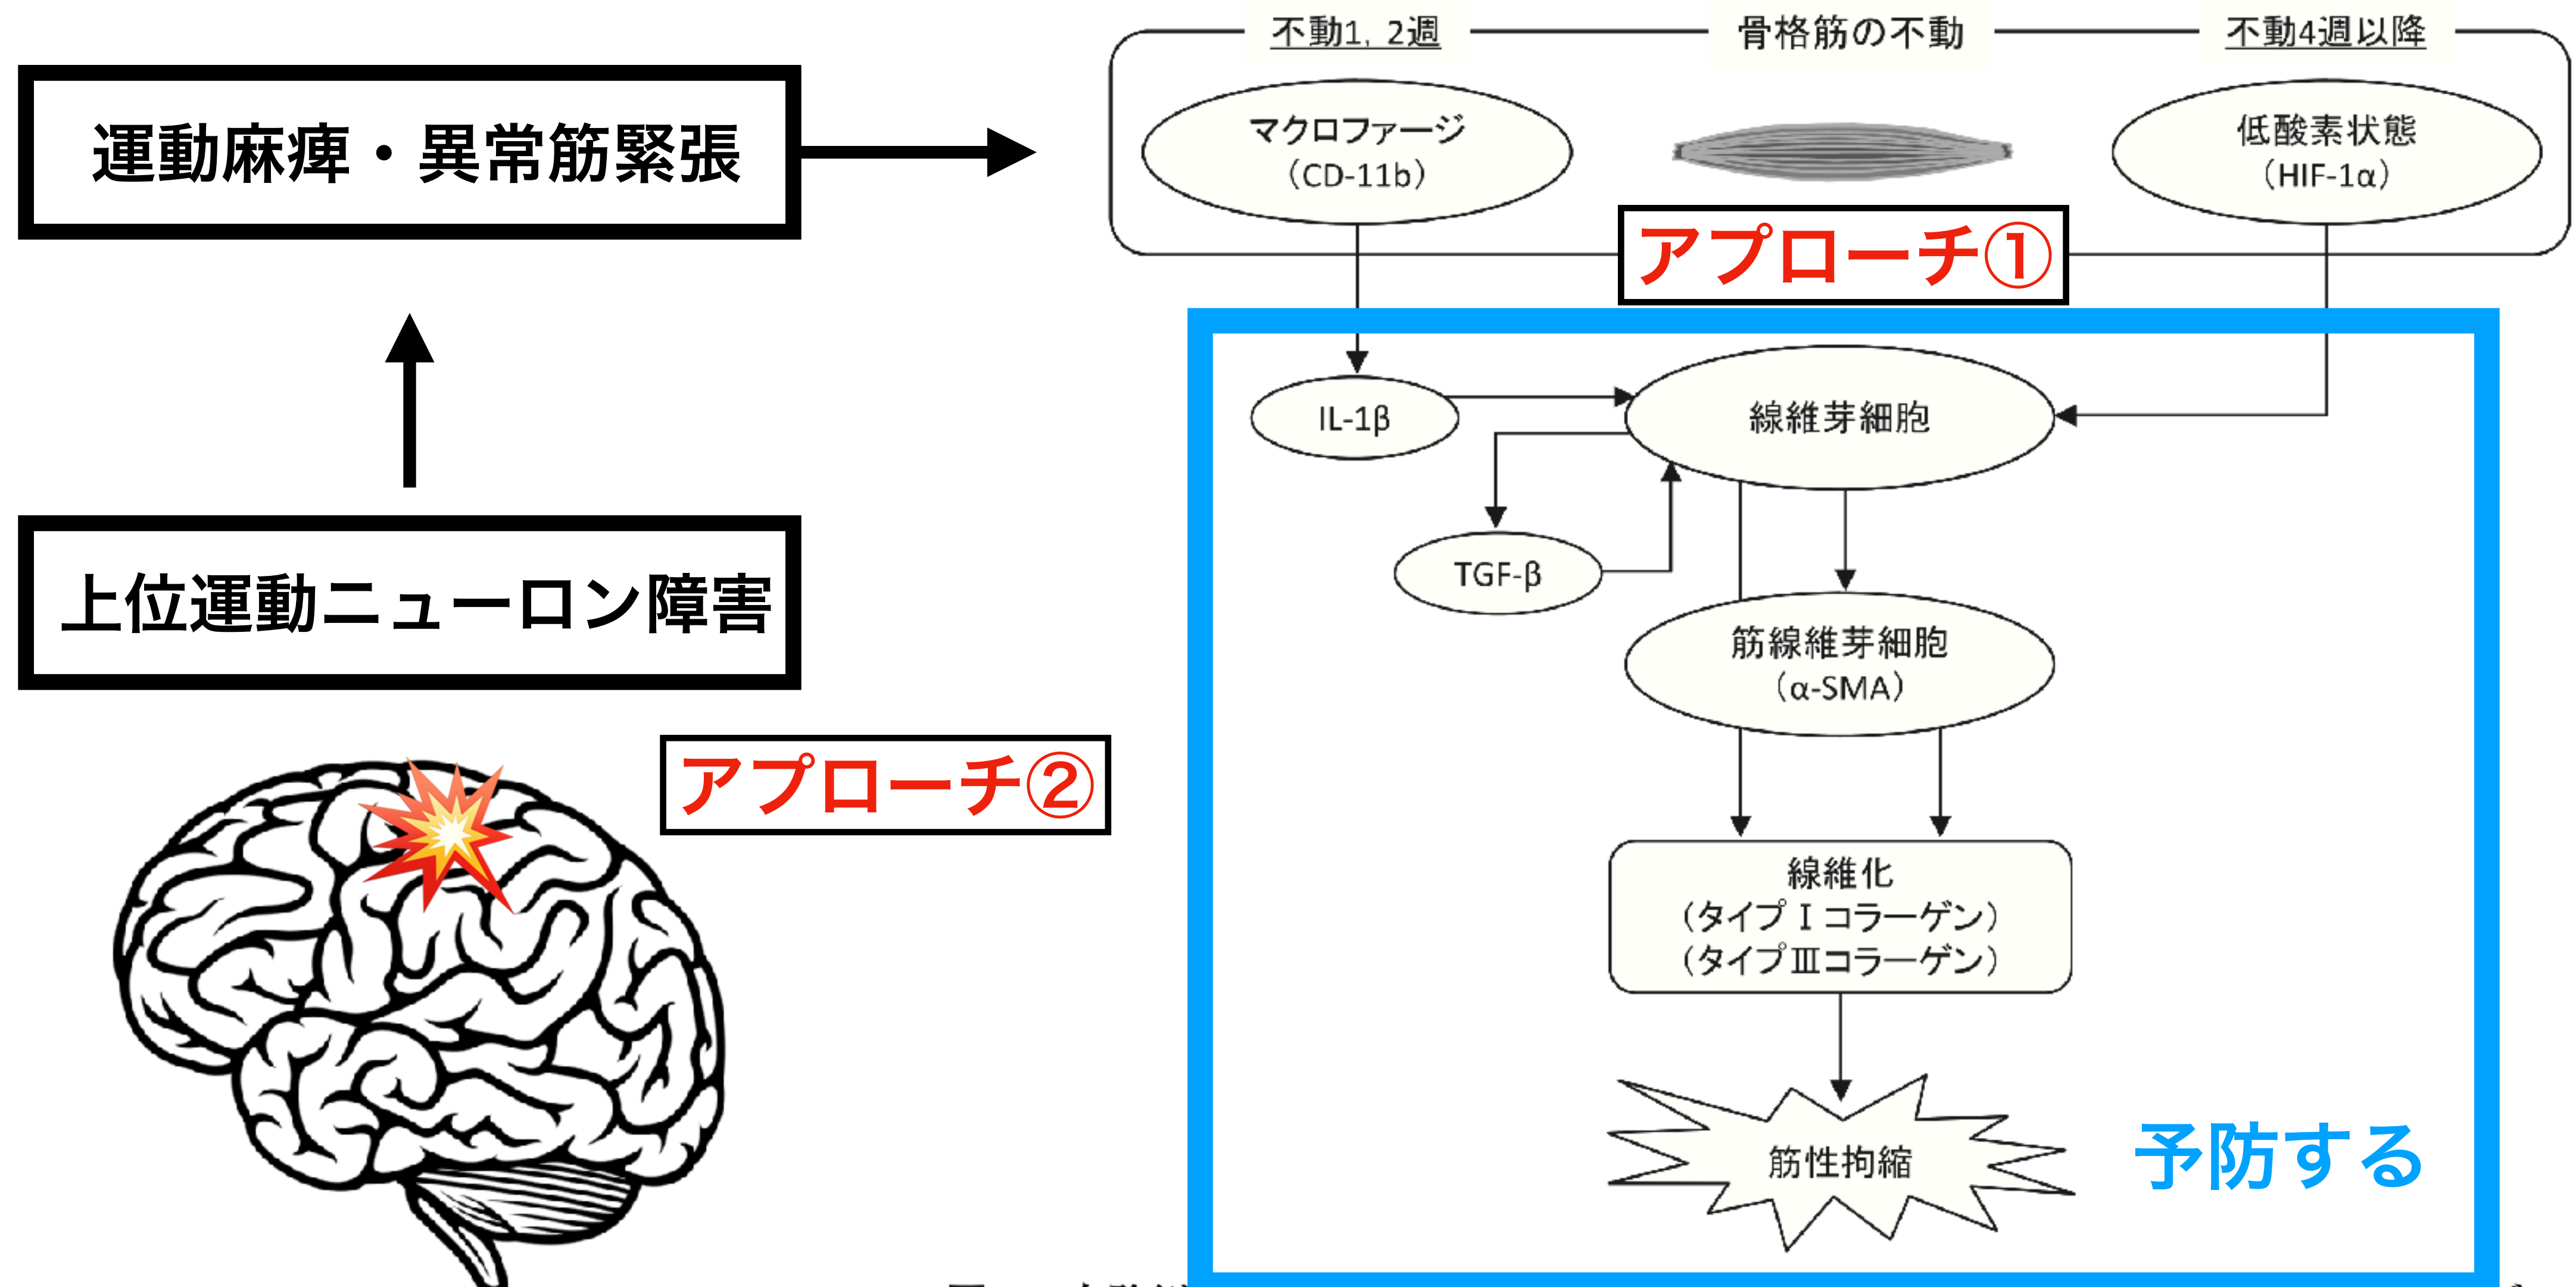 運動麻痺・異常筋緊張
上位運動ニューロン障害
アプローチ②
不動1, 2週
骨格筋の不動
不動4週以降
マクロファージ
（CD-11b）
低酸素状態
（HIF-1α）
アプローチ①
IL-1β
線維芽細胞
TGF-β
筋線維芽細胞
（α-SMA）
線維化
（タイプⅠコラーゲン）
（タイプⅢコラーゲン）
筋性拘縮
予防する